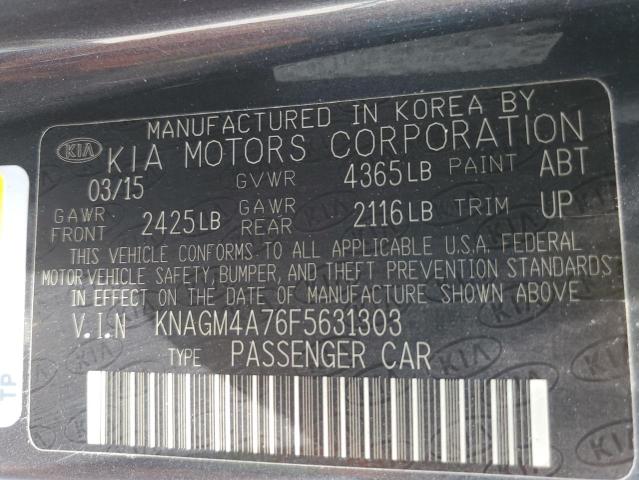 MANUFACTURED IN KOREA BY
KIA KIA MOTORS CORPORATION
03/15 GVWR 4365LB PAINT ABT
GAWR FRONT 2425LB GAWR REAR 2116LB TRIM UP
THIS VEHICLE CONFORMS TO ALL APPLICABLE U.S.A. FEDERAL
MOTOR VEHICLE SAFETY, BUMPER, AND THEFT PREVENTION STANDARDS
IN EFFECT ON THE DATE OF MANUFACTURE SHOWN ABOVE
V.I.N KNAGM4A76F5631303
TYPE PASSENGER CAR
TP